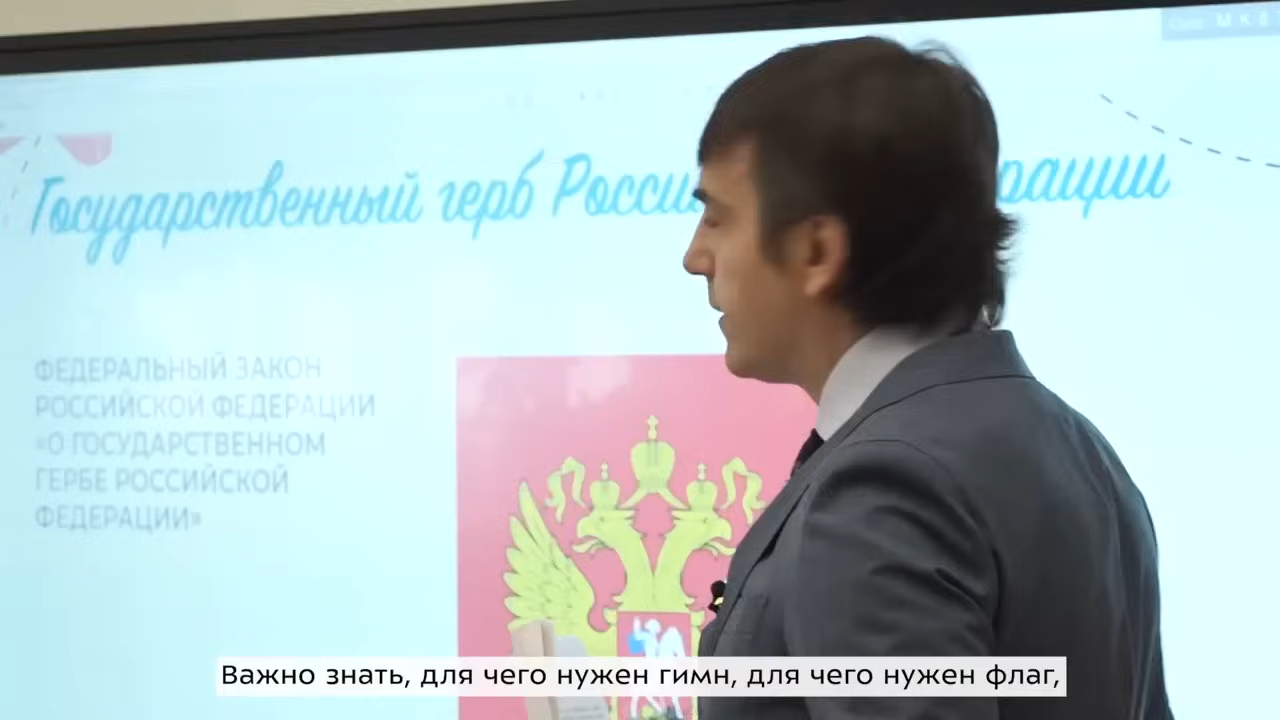 Государственный герб Росси рации
ФЕДЕРАЛЬНЫЙ ЗАКОН
РОССИЙСКОЙ ФЕДЕРАЦИИ
«О ГОСУДАРСТВЕННОМ
ГЕРБЕ РОССИЙСКОЙ
ФЕДЕРАЦИИ»
Важно знать, для чего нужен гимн, для чего нужен флаг,